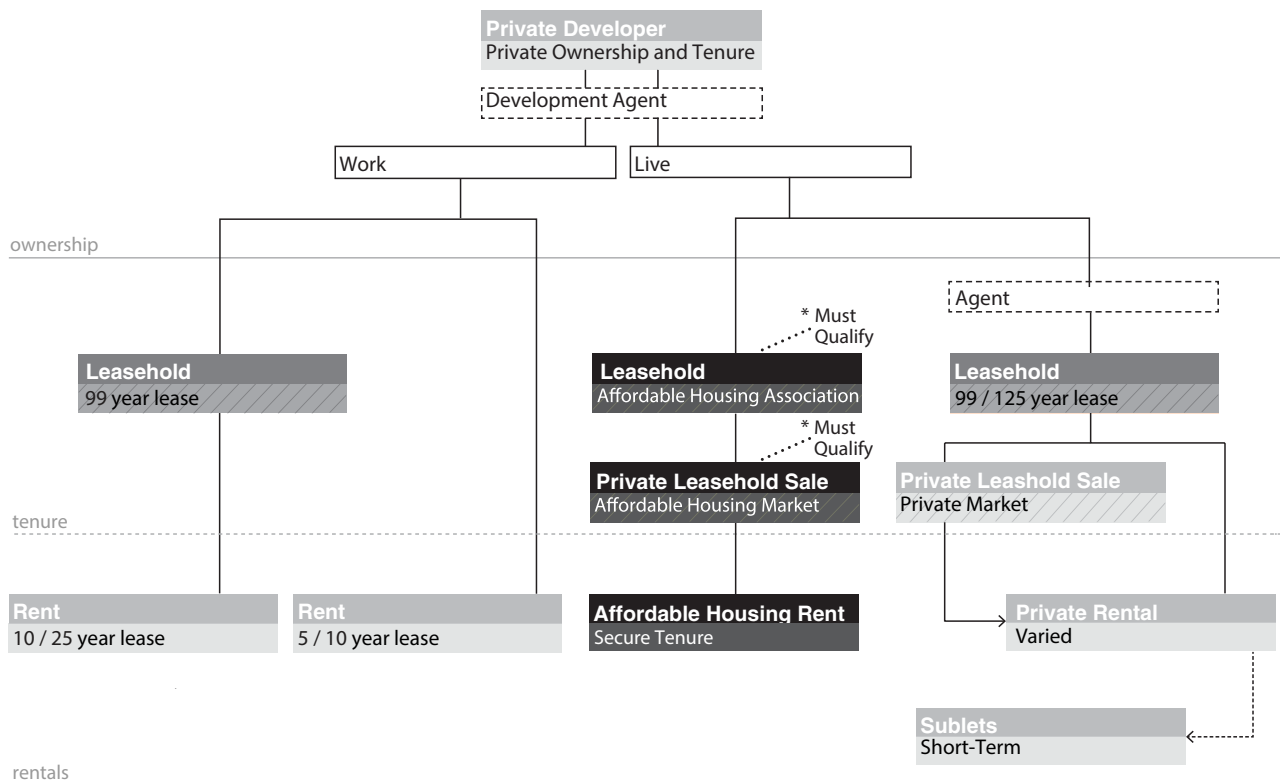 Private Developer
Private Ownership and Tenure
Development Agent
Work
Live
ownership
Agent
* Must
Qualify
Leasehold
99 year lease
Leasehold
Affordable Housing Association
Leasehold
99 / 125 year lease
* Must
Qualify
Private Leasehold Sale
Affordable Housing Market
Private Leashold Sale
Private Market
tenure
Rent
10 / 25 year lease
Rent
5 / 10 year lease
Affordable Housing Rent
Secure Tenure
Private Rental
Varied
Sublets
Short-Term
rentals